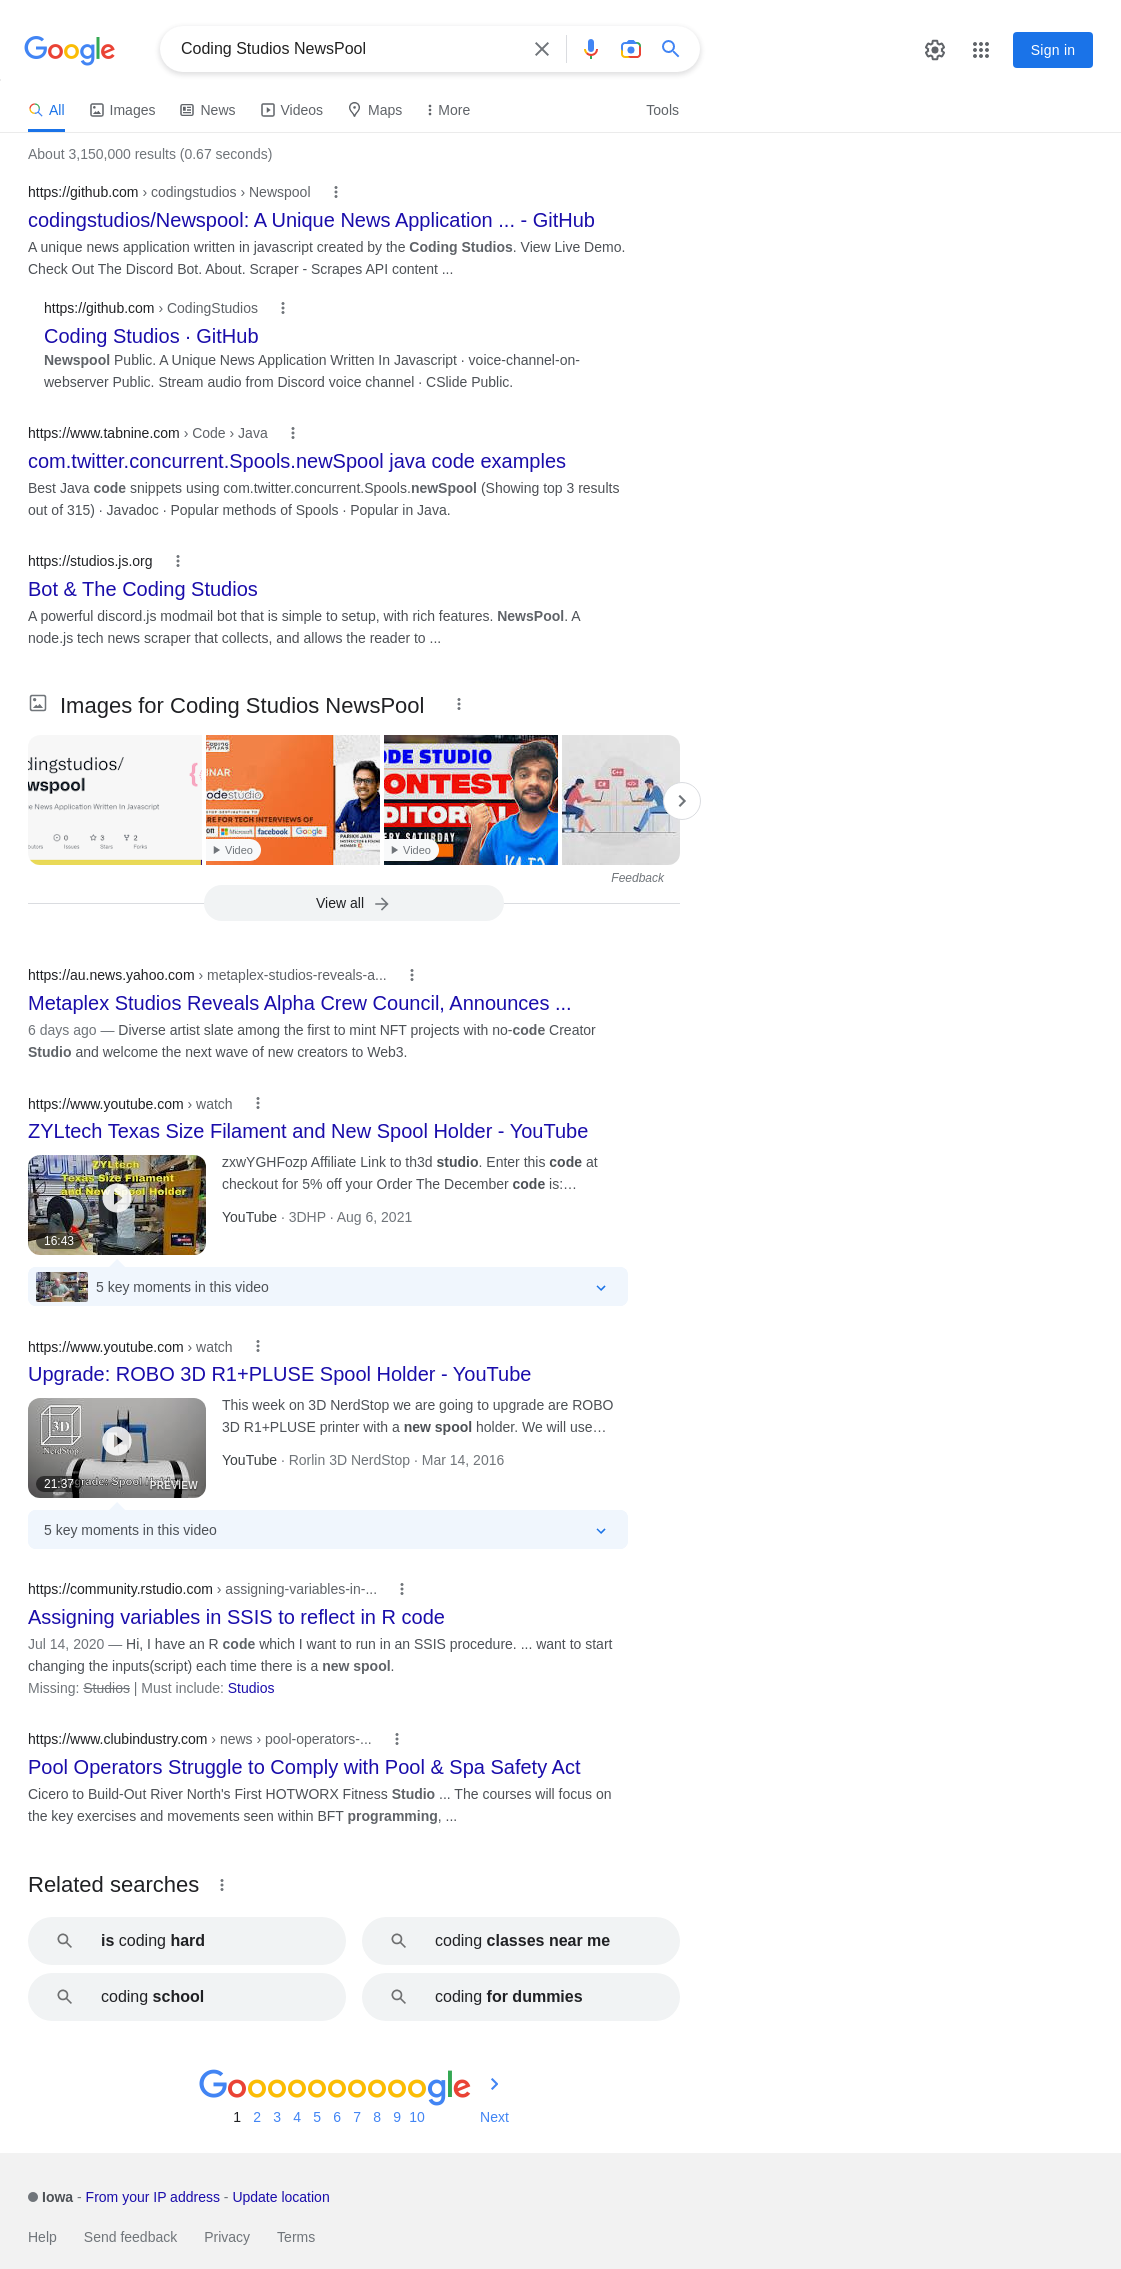 Google
Coding Studios NewsPool
Sign in
All
Images
News
Videos
Maps
More
Tools
About 3,150,000 results (0.67 seconds)
https://github.com › codingstudios › Newspool
codingstudios/Newspool: A Unique News Application ... - GitHub
A unique news application written in javascript created by the Coding Studios. View Live Demo.
Check Out The Discord Bot. About. Scraper - Scrapes API content ...
https://github.com › CodingStudios
Coding Studios · GitHub
Newspool Public. A Unique News Application Written In Javascript · voice-channel-on-
webserver Public. Stream audio from Discord voice channel · CSlide Public.
https://www.tabnine.com › Code › Java
com.twitter.concurrent.Spools.newSpool java code examples
Best Java code snippets using com.twitter.concurrent.Spools.newSpool (Showing top 3 results
out of 315) · Javadoc · Popular methods of Spools · Popular in Java.
https://studios.js.org
Bot & The Coding Studios
A powerful discord.js modmail bot that is simple to setup, with rich features. NewsPool. A
node.js tech news scraper that collects, and allows the reader to ...
Images for Coding Studios NewsPool
dingstudios/
wspool
e News Application Written In Javascript
0
3
2
Issues
Stars
Forks
INAR
odestudio
RE FOR TECH INTERVIEWS OF
on
Microsoft
facebook
Google
PARIKH JAIN
Video
ODE STUDIO
ONTEST
DITORIAL
ERY SATURDAY
Video
C++
C#
</>
Feedback
View all
https://au.news.yahoo.com › metaplex-studios-reveals-a...
Metaplex Studios Reveals Alpha Crew Council, Announces ...
6 days ago — Diverse artist slate among the first to mint NFT projects with no-code Creator
Studio and welcome the next wave of new creators to Web3.
https://www.youtube.com › watch
ZYLtech Texas Size Filament and New Spool Holder - YouTube
ZYLtech
Texas Size Filament
and New Spool Holder
16:43
zxwYGHFozp Affiliate Link to th3d studio. Enter this code at
checkout for 5% off your Order The December code is:…
YouTube · 3DHP · Aug 6, 2021
5 key moments in this video
https://www.youtube.com › watch
Upgrade: ROBO 3D R1+PLUSE Spool Holder - YouTube
3D
NerdStop
21:37
grade: Spool Holder
PREVIEW
This week on 3D NerdStop we are going to upgrade are ROBO
3D R1+PLUSE printer with a new spool holder. We will use…
YouTube · Rorlin 3D NerdStop · Mar 14, 2016
5 key moments in this video
https://community.rstudio.com › assigning-variables-in-...
Assigning variables in SSIS to reflect in R code
Jul 14, 2020 — Hi, I have an R code which I want to run in an SSIS procedure. ... want to start
changing the inputs(script) each time there is a new spool.
Missing: Studios | Must include: Studios
https://www.clubindustry.com › news › pool-operators-...
Pool Operators Struggle to Comply with Pool & Spa Safety Act
Cicero to Build-Out River North's First HOTWORX Fitness Studio ... The courses will focus on
the key exercises and movements seen within BFT programming, ...
Related searches
is coding hard
coding classes near me
coding school
coding for dummies
Goooooooooogle
1 2 3 4 5 6 7 8 9 10 Next
Iowa - From your IP address - Update location
Help Send feedback Privacy Terms